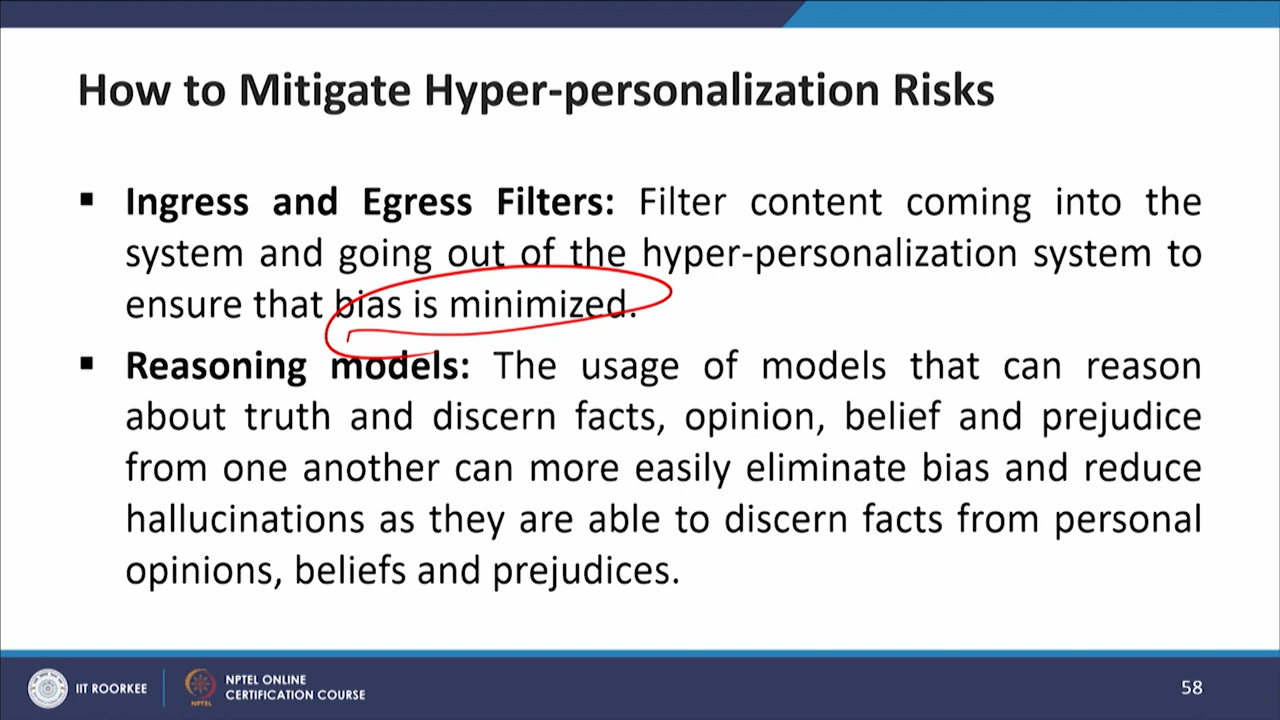 How to Mitigate Hyper-personalization Risks
▪ Ingress and Egress Filters: Filter content coming into the
system and going out of the hyper-personalization system to
ensure that bias is minimized.
▪ Reasoning models: The usage of models that can reason
about truth and discern facts, opinion, belief and prejudice
from one another can more easily eliminate bias and reduce
hallucinations as they are able to discern facts from personal
opinions, beliefs and prejudices.
IIT ROORKEE
NPTEL
NPTEL ONLINE
CERTIFICATION COURSE
58